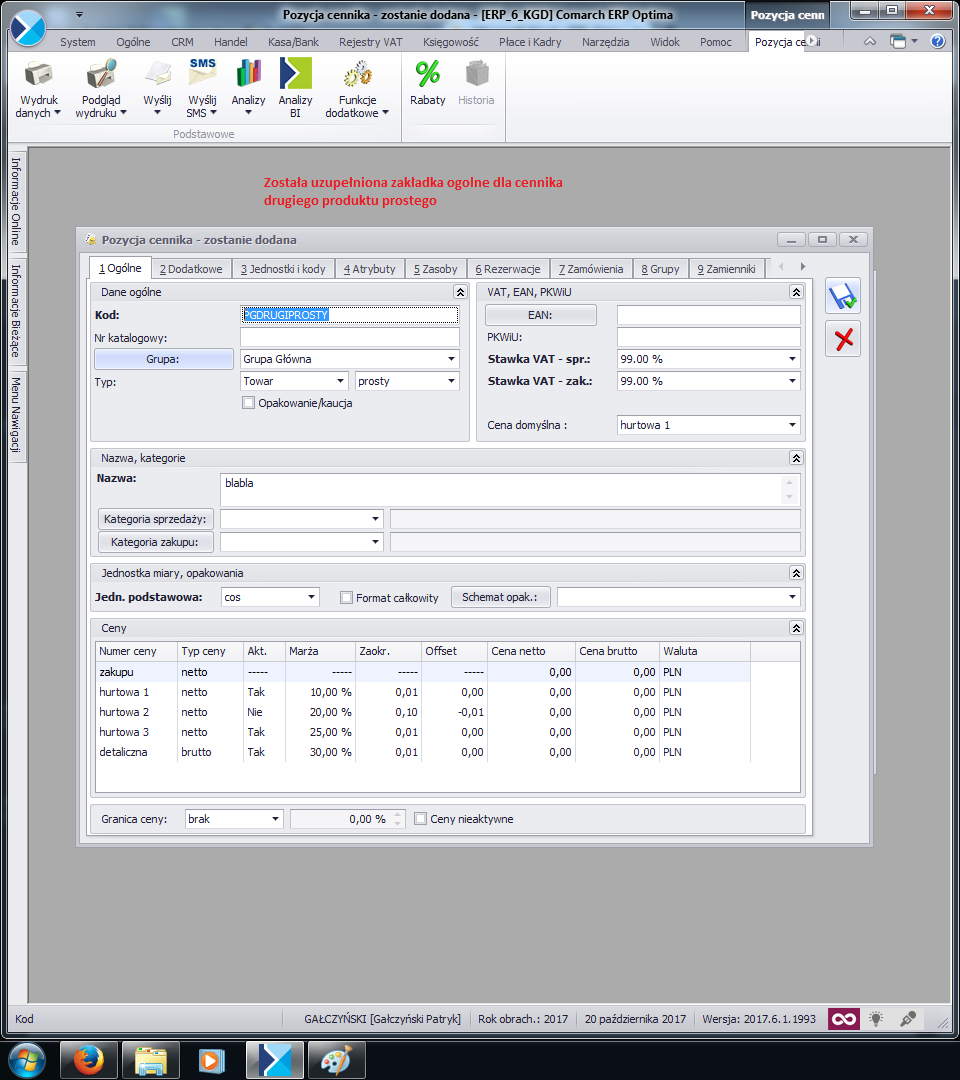 Pozycja cennika - zostanie dodana - [ERP_6_KGD] Comarch ERP Optima
Pozycja cenn
System Ogólne CRM Handel Kasa/Bank Rejestry VAT Księgowość Płace i Kadry Narzędzia Widok Pomoc
Wydruk danych
Podgląd wydruku
Wyślij
SMS
Wyślij SMS
Analizy
Analizy BI
Funkcje dodatkowe
Rabaty
Historia
Podstawowe
Informacje Online
Informacje Bieżące
Menu Nawigacji
Została uzupełniona zakładka ogolne dla cennika
drugiego produktu prostego
Pozycja cennika - zostanie dodana
1 Ogólne 2 Dodatkowe 3 Jednostki i kody 4 Atrybuty 5 Zasoby 6 Rezerwacje 7 Zamówienia 8 Grupy 9 Zamienniki
Dane ogólne
Kod: PGDRUGIPROSTY
Nr katalogowy:
Grupa: Grupa Główna
Typ: Towar prosty
Opakowanie/kaucja
VAT, EAN, PKWiU
EAN:
PKWiU:
Stawka VAT - spr.: 99.00 %
Stawka VAT - zak.: 99.00 %
Cena domyślna : hurtowa 1
Nazwa, kategorie
Nazwa: blabla
Kategoria sprzedaży:
Kategoria zakupu:
Jednostka miary, opakowania
Jedn. podstawowa: cos Format całkowity Schemat opak.:
Ceny
Numer ceny Typ ceny Akt. Marża Zaokr. Offset Cena netto Cena brutto Waluta
zakupu netto ----- ----- ----- ----- 0,00 0,00 PLN
hurtowa 1 netto Tak 10,00 % 0,01 0,00 0,00 0,00 PLN
hurtowa 2 netto Nie 20,00 % 0,10 -0,01 0,00 0,00 PLN
hurtowa 3 netto Tak 25,00 % 0,01 0,00 0,00 0,00 PLN
detaliczna brutto Tak 30,00 % 0,01 0,00 0,00 0,00 PLN
Granica ceny: brak 0,00 % Ceny nieaktywne
Kod GAŁCZYŃSKI [Gałczyński Patryk] Rok obrach.: 2017 20 października 2017 Wersja: 2017.6.1.1993